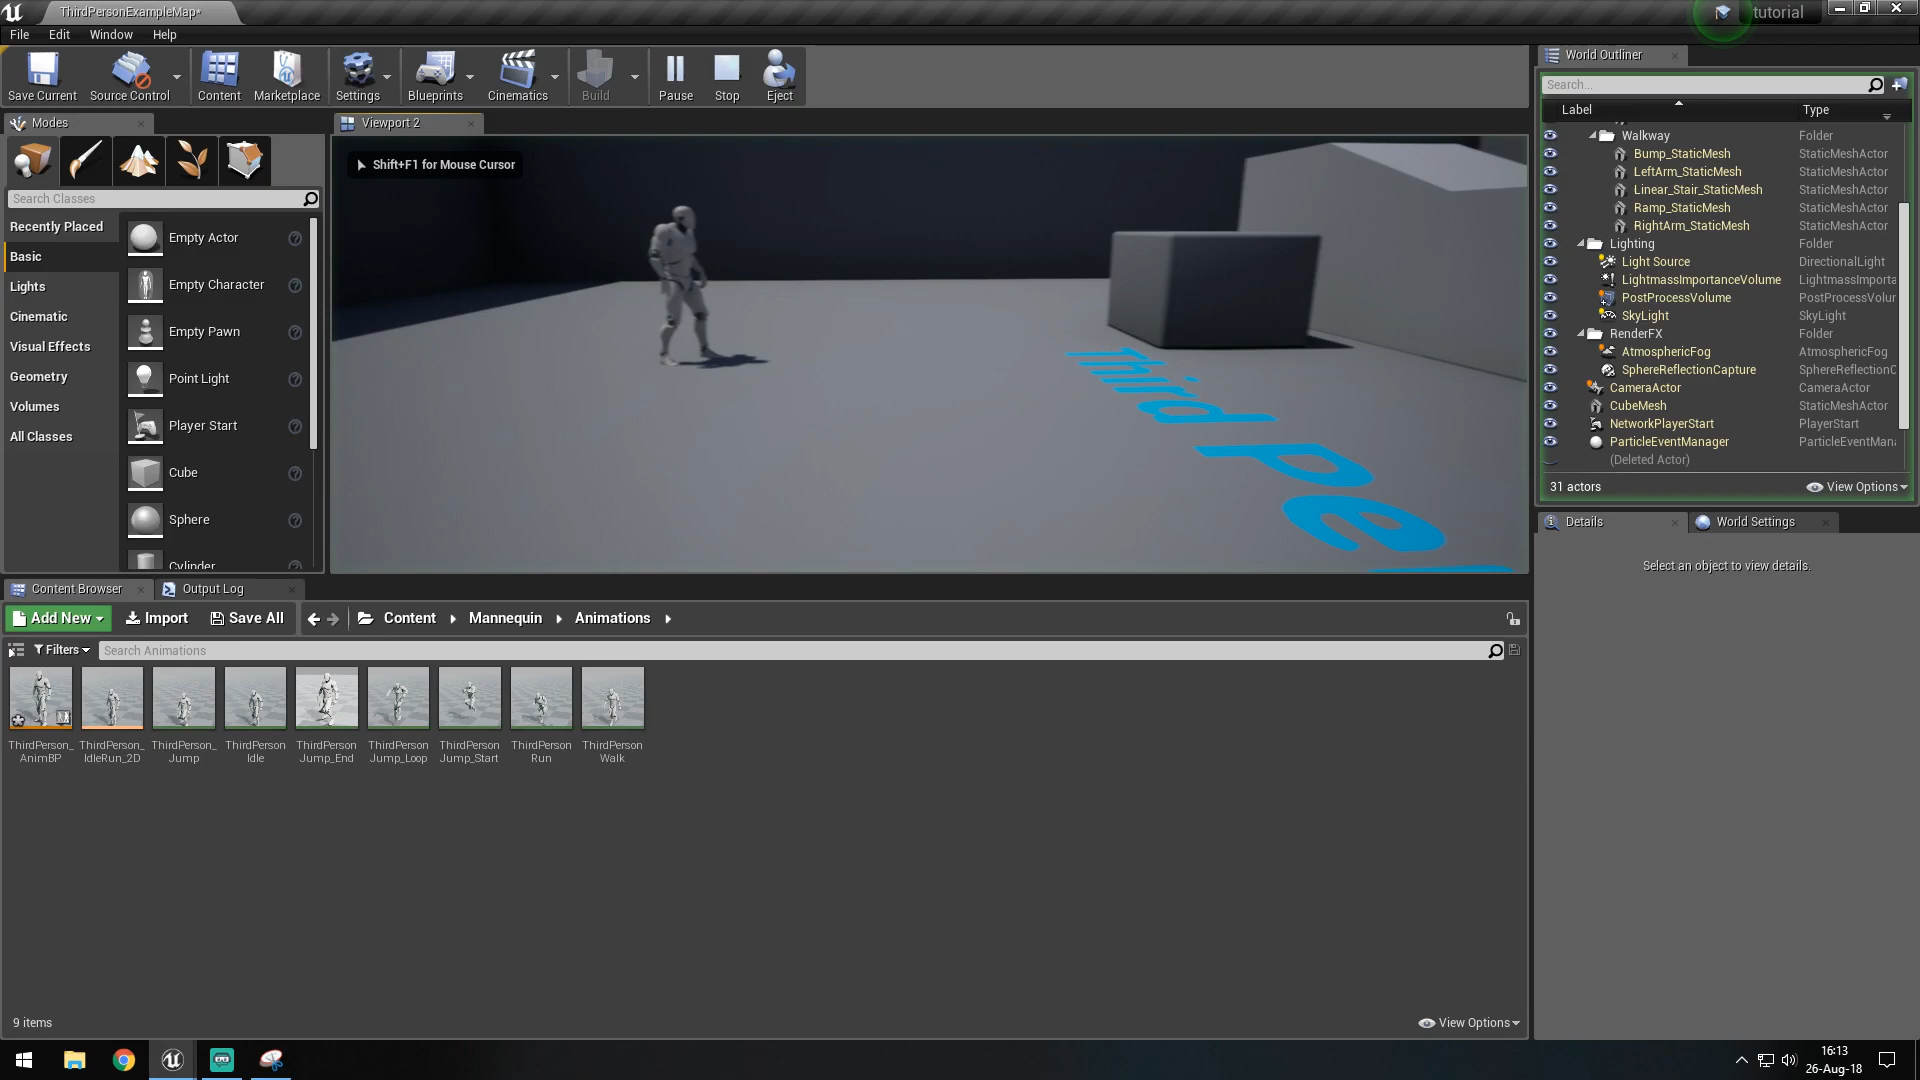 ThirdPersonExampleMap*
tutorial
File Edit Window Help
Save Current
Source Control
Content
Marketplace
Settings
Blueprints
Cinematics
Build
Pause
Stop
Eject
Modes
Search Classes
Recently Placed
Basic
Lights
Cinematic
Visual Effects
Geometry
Volumes
All Classes
Empty Actor
Empty Character
Empty Pawn
Point Light
Player Start
Cube
Sphere
Cylinder
Viewport 2
Shift+F1 for Mouse Cursor
Third Pe
World Outliner
Search...
Label Type
Walkway Folder
Bump_StaticMesh StaticMeshActor
LeftArm_StaticMesh StaticMeshActor
Linear_Stair_StaticMesh StaticMeshActor
Ramp_StaticMesh StaticMeshActor
RightArm_StaticMesh StaticMeshActor
Lighting Folder
Light Source DirectionalLight
LightmassImportanceVolume LightmassImporta
PostProcessVolume PostProcessVolur
SkyLight SkyLight
RenderFX Folder
AtmosphericFog AtmosphericFog
SphereReflectionCapture SphereReflectionC
CameraActor CameraActor
CubeMesh StaticMeshActor
NetworkPlayerStart PlayerStart
ParticleEventManager ParticleEventMana
(Deleted Actor)
31 actors
View Options
Details
World Settings
Select an object to view details.
Content Browser
Output Log
Add New
Import
Save All
Content
Mannequin
Animations
Filters
Search Animations
ThirdPerson_
AnimBP
ThirdPerson_
IdleRun_2D
ThirdPerson_
Jump
ThirdPerson
Idle
ThirdPerson
Jump_End
ThirdPerson
Jump_Loop
ThirdPerson
Jump_Start
ThirdPerson
Run
ThirdPerson
Walk
9 items
View Options
16:13
26-Aug-18